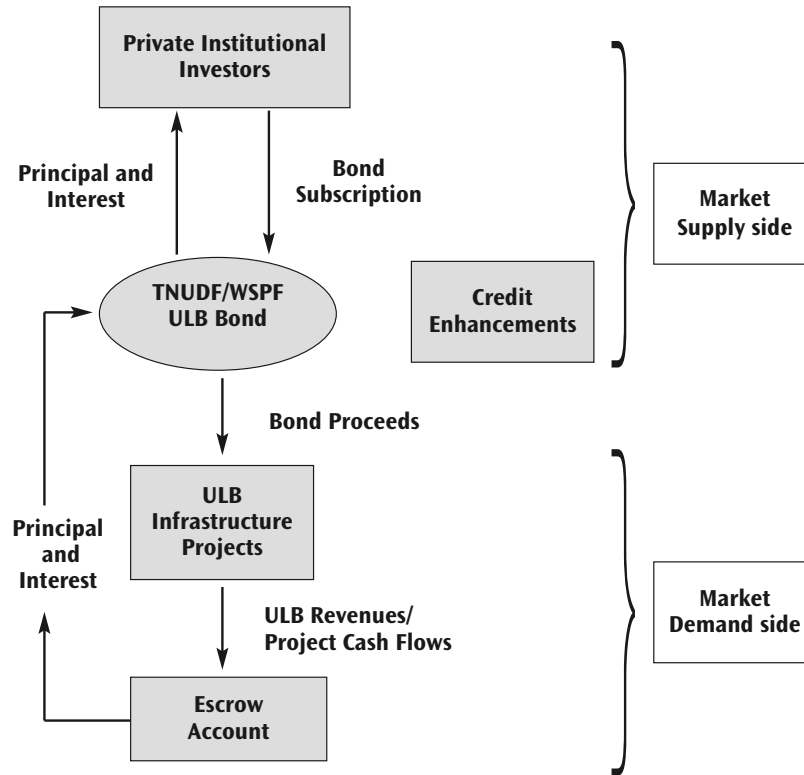 Private Institutional
Investors
Principal and
Interest
Bond
Subscription
Market
Supply side
TNUDF/WSPF
ULB Bond
Credit
Enhancements
Bond Proceeds
ULB
Infrastructure
Projects
Principal
and
Interest
ULB Revenues/
Project Cash Flows
Market
Demand side
Escrow
Account